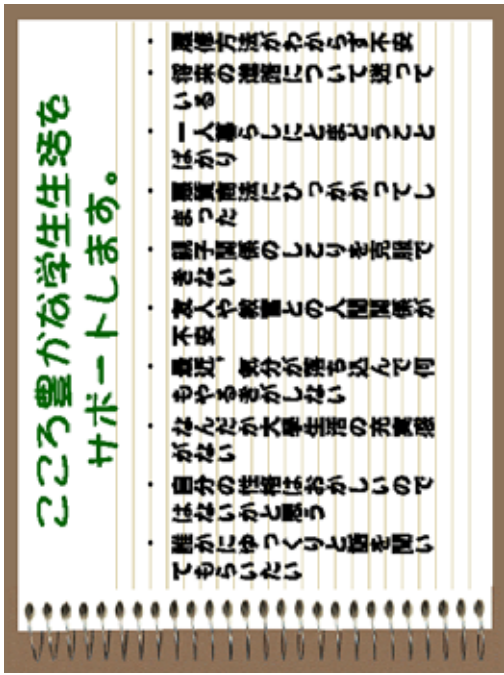 こころ豊かな学生生活を
サポートします。
・ 履修方法がわからず不安
・ 将来の進路について迷って
いる
・ 一人暮らしにとまどうこと
ばかり
・ 悪質商法にひっかかってし
まった
・ 親子関係のしこりを克服で
きない
・ 友人や教官との人間関係が
不安
・ 最近，気分が落ち込んで何
もやるきがしない
・ なんだか大学生活の充実感
がない
・ 自分の性格はおかしいので
はないかと思う
・ 誰かにゆっくりと話を聞い
てもらいたい